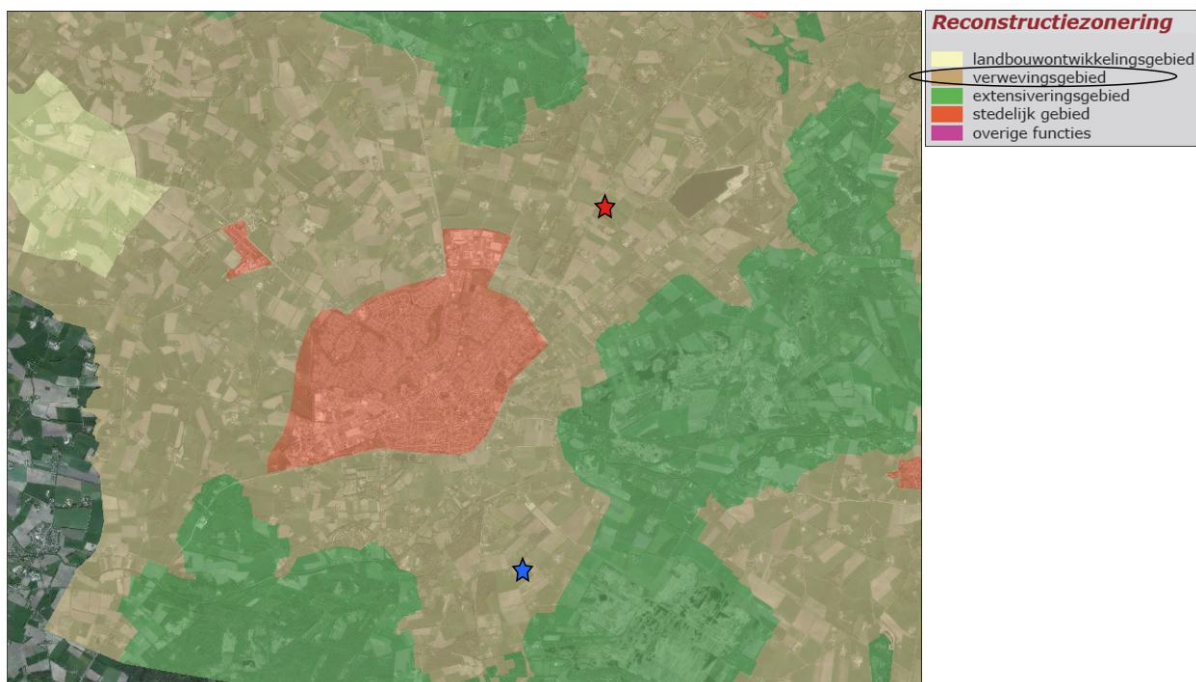 Reconstructiezonering
landbouwontwikkelingsgebied
verwevingsgebied
extensiveringsgebied
stedelijk gebied
overige functies